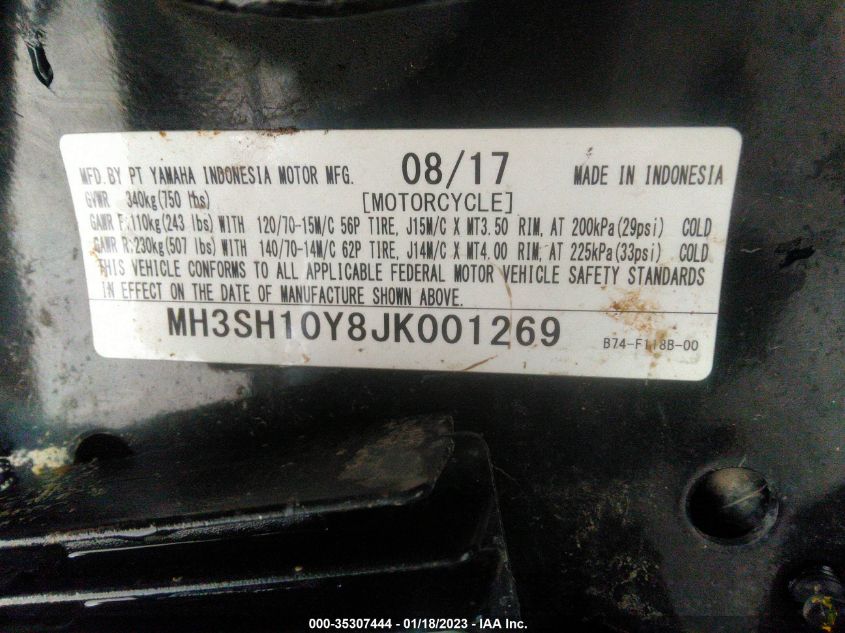 MFD.BY PT YAMAHA INDONESIA MOTOR MFG. 08/17 MADE IN INDONESIA
GVWR 340kg(750 lbs) [MOTORCYCLE]
GAWR F:110kg(243 lbs) WITH 120/70-15M/C 56P TIRE, J15M/C X MT3.50 RIM, AT 200kPa(29psi) COLD
GAWR R:230kg(507 lbs) WITH 140/70-14M/C 62P TIRE, J14M/C X MT4.00 RIM, AT 225kPa(33psi) COLD
THIS VEHICLE CONFORMS TO ALL APPLICABLE FEDERAL MOTOR VEHICLE SAFETY STANDARDS
IN EFFECT ON THE DATE OF MANUFACTURE SHOWN ABOVE.
MH3SH10Y8JK001269 B74-F118B-00
000-35307444 - 01/18/2023 - IAA Inc.